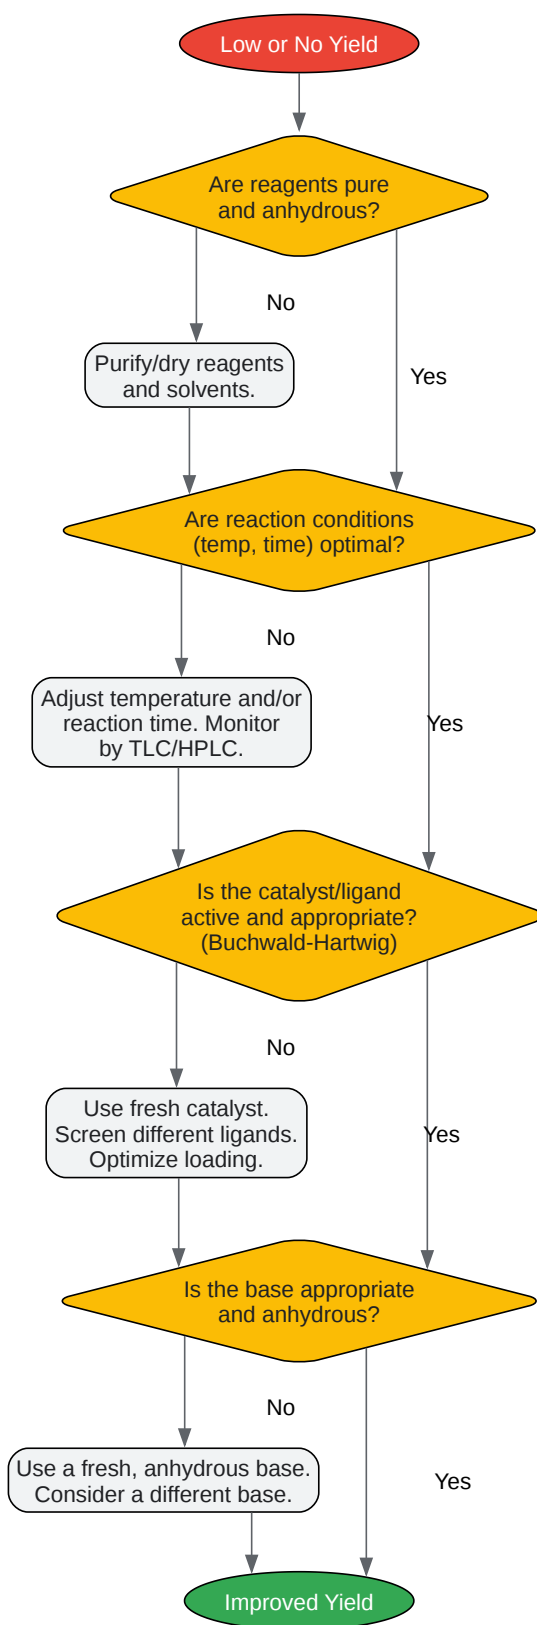 Low or No Yield
Are reagents pure
and anhydrous?
No
Purify/dry reagents
and solvents.
Yes
Are reaction conditions
(temp, time) optimal?
No
Adjust temperature and/or
reaction time. Monitor
by TLC/HPLC.
Yes
Is the catalyst/ligand
active and appropriate?
(Buchwald-Hartwig)
No
Use fresh catalyst.
Screen different ligands.
Optimize loading.
Yes
Is the base appropriate
and anhydrous?
No
Use a fresh, anhydrous base.
Consider a different base.
Yes
Improved Yield